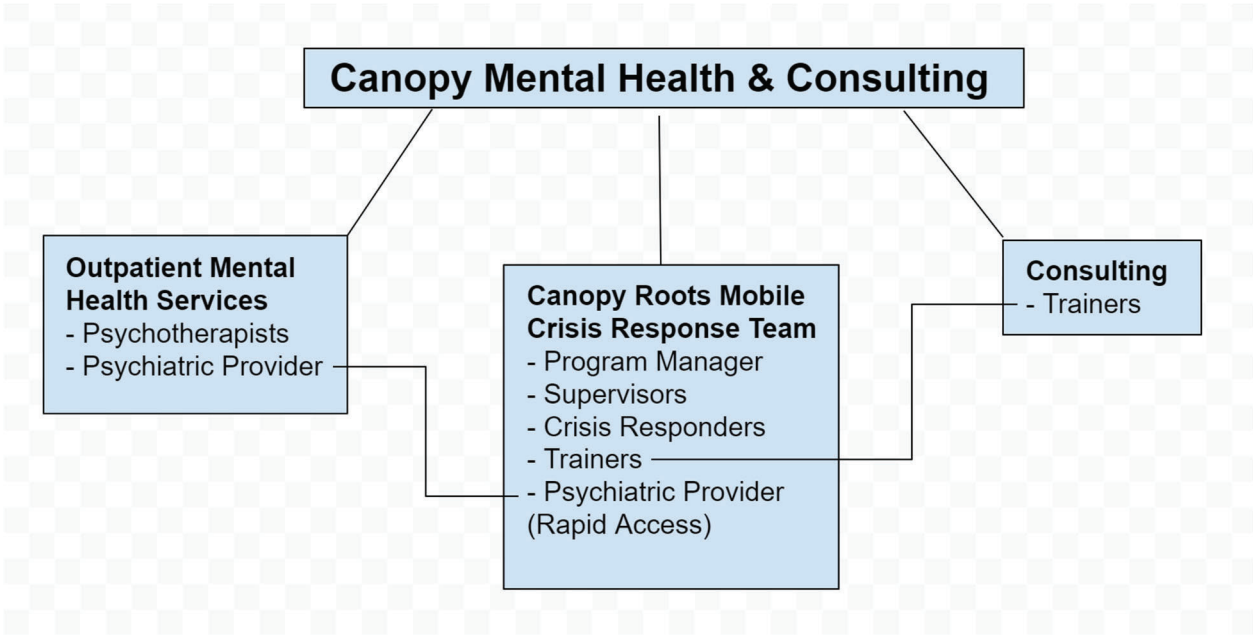 Canopy Mental Health & Consulting
Outpatient Mental
Health Services
- Psychotherapists
- Psychiatric Provider
Canopy Roots Mobile
Crisis Response Team
- Program Manager
- Supervisors
- Crisis Responders
- Trainers
- Psychiatric Provider
(Rapid Access)
Consulting
- Trainers